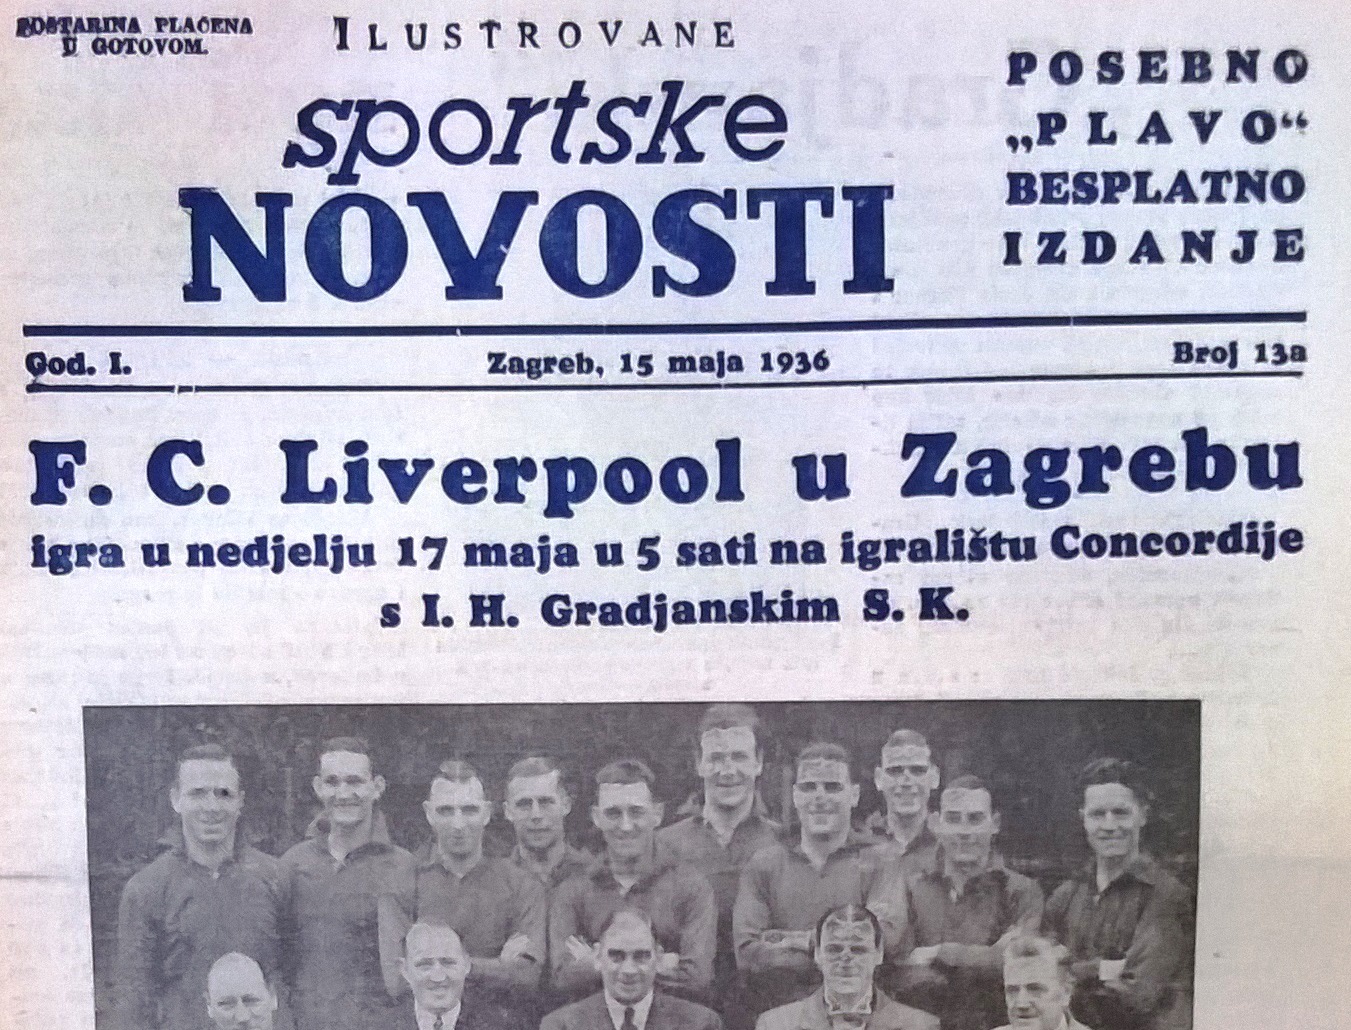 POŠTARINA PLAĆENA
U GOTOVOM.
ILUSTROVANE
sportske
NOVOSTI
POSEBNO
„PLAVO“
BESPLATNO
IZDANJE
God. I.
Zagreb, 15 maja 1936
Broj 13a
F. C. Liverpool u Zagrebu
igra u nedjelju 17 maja u 5 sati na igralištu Concordije
s I. H. Gradjanskim S. K.